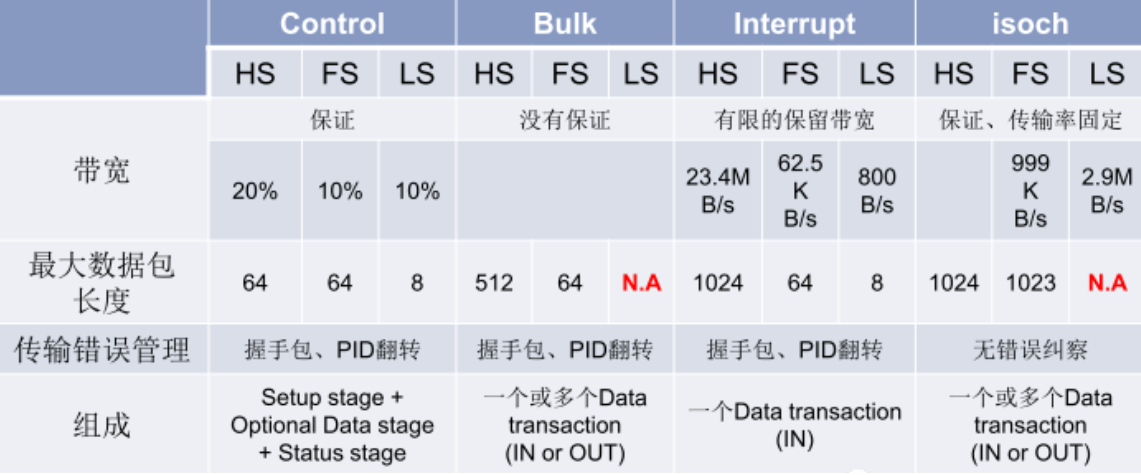 Control Bulk Interrupt isoch
HS FS LS HS FS LS HS FS LS HS FS LS
带宽
保证 没有保证 有限的保留带宽 保证、传输率固定
20% 10% 10% 23.4M B/s 62.5 K B/s 800 B/s 999 K B/s 2.9M B/s
最大数据包
长度
64 64 8 512 64 N.A 1024 64 8 1024 1023 N.A
传输错误管理 握手包、PID翻转 握手包、PID翻转 握手包、PID翻转 无错误纠察
组成
Setup stage +
Optional Data stage
+ Status stage
一个或多个Data
transaction
(IN or OUT)
一个Data transaction
(IN)
一个或多个Data
transaction
(IN or OUT)